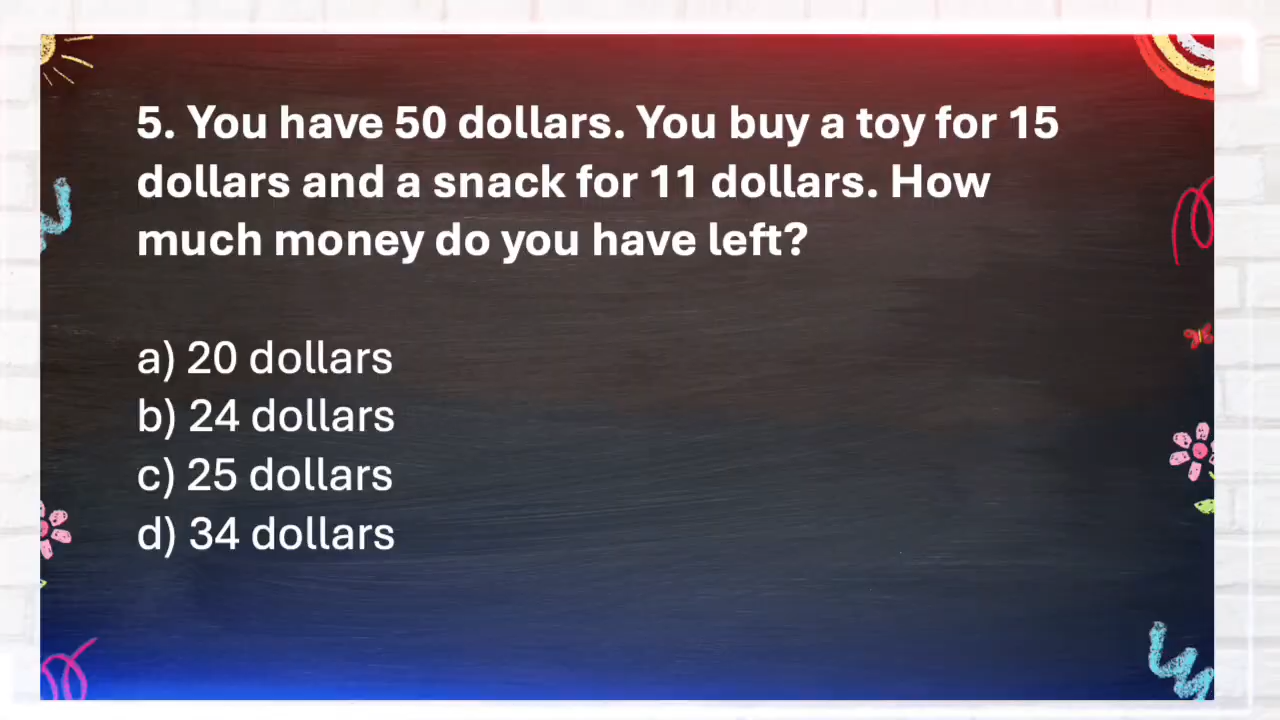 5. You have 50 dollars. You buy a toy for 15
dollars and a snack for 11 dollars. How
much money do you have left?
a) 20 dollars
b) 24 dollars
c) 25 dollars
d) 34 dollars